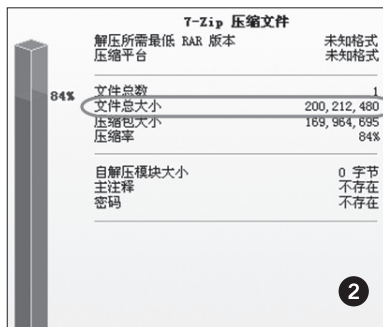 7-Zip 压缩文件
解压所需最低 RAR 版本 未知格式
压缩平台 未知格式
84%
文件总数 1
文件总大小 200,212,480
压缩包大小 169,964,695
压缩率 84%
自解压模块大小 0 字节
主注释 不存在
密码 不存在
2